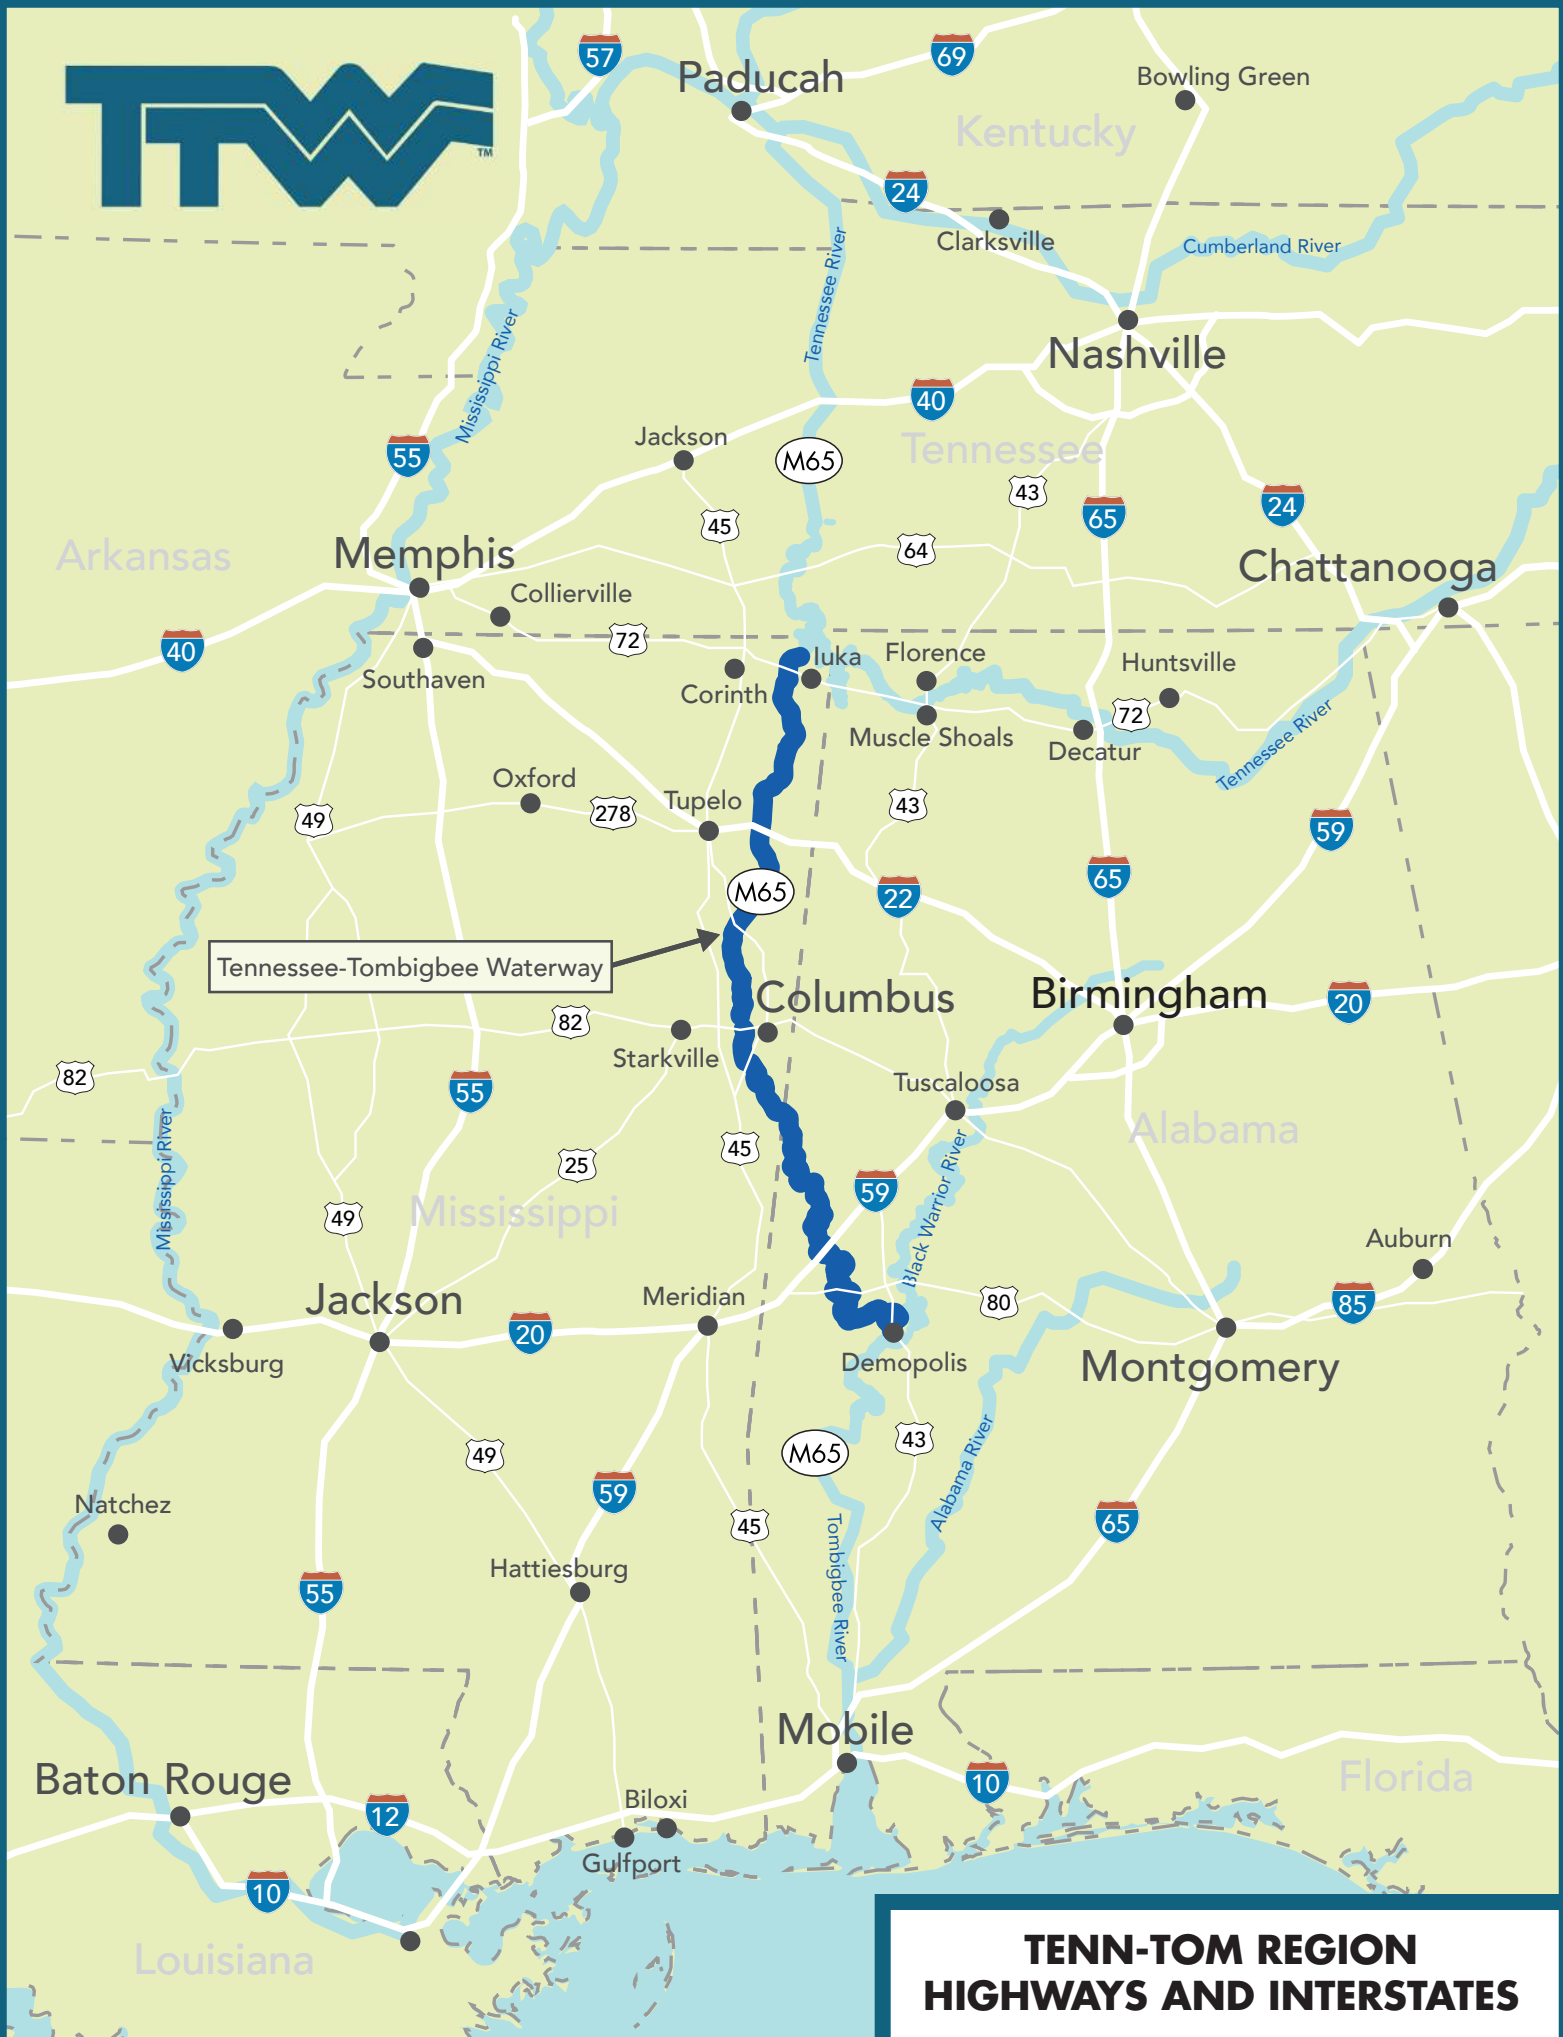 TTW
TM
57
69
Paducah
Bowling Green
Kentucky
24
Clarksville
Cumberland River
Tennessee River
Mississippi River
Nashville
40
Tennessee
Jackson
M65
55
43
65
24
45
64
Arkansas
Memphis
Chattanooga
Collierville
72
40
Southaven
Iuka
Florence
Corinth
Huntsville
72
Muscle Shoals
Decatur
Tennessee River
Oxford
278
Tupelo
49
43
59
M65
22
65
Tennessee-Tombigbee Waterway
Columbus
Birmingham
20
82
Starkville
82
55
Tuscaloosa
Alabama
Mississippi River
45
25
59
Black Warrior River
49
Mississippi
Auburn
Jackson
Meridian
80
85
20
Vicksburg
Demopolis
Montgomery
M65
43
49
Alabama River
Natchez
59
45
65
Tombigbee River
Hattiesburg
55
Mobile
Baton Rouge
10
Florida
Biloxi
12
Gulfport
10
Louisiana
TENN-TOM REGION
HIGHWAYS AND INTERSTATES